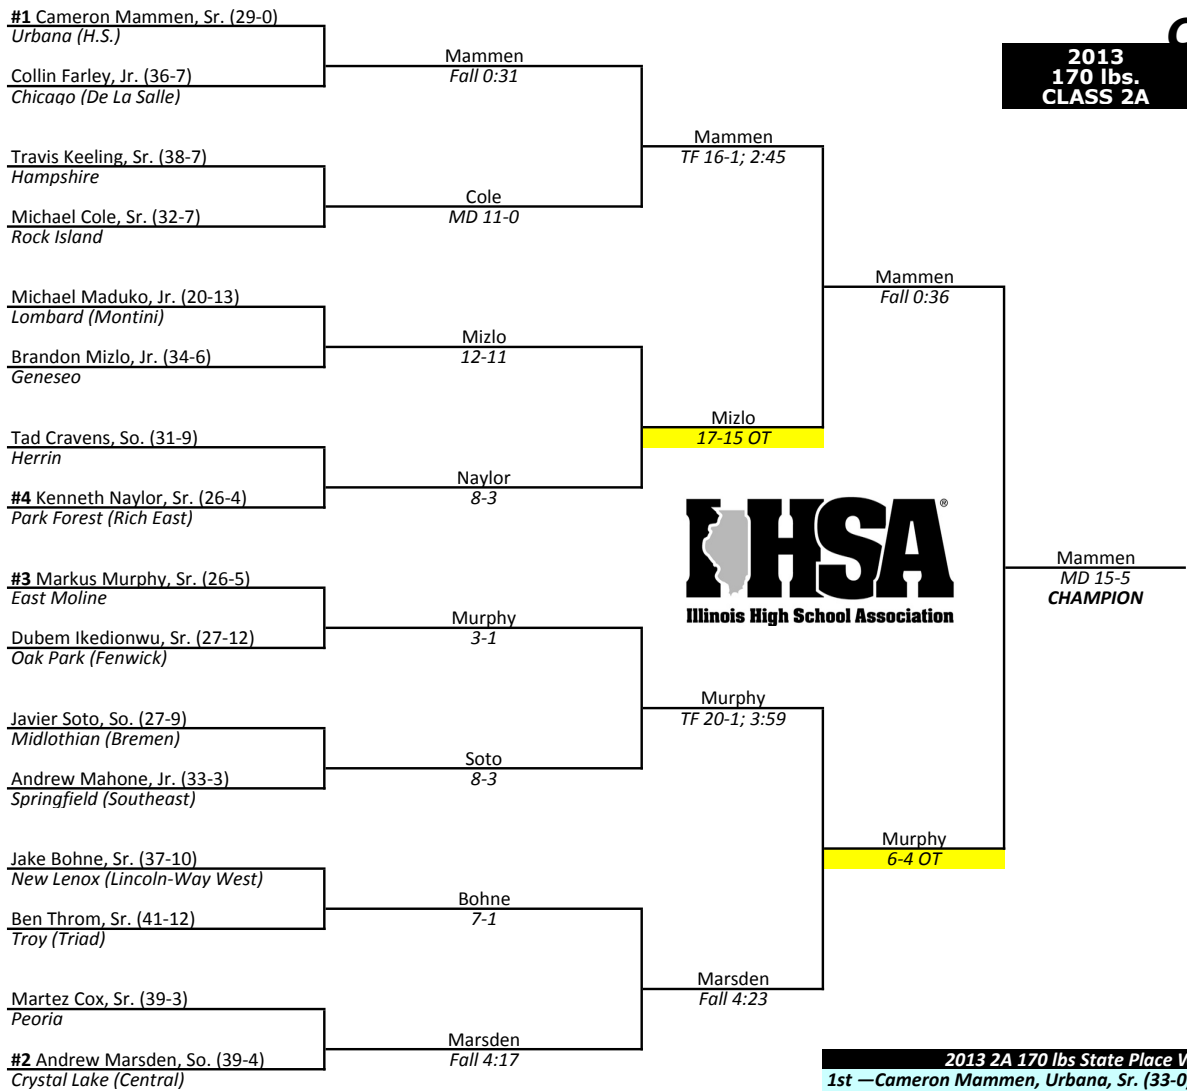 #1 Cameron Mammen, Sr. (29-0)
Urbana (H.S.)
Collin Farley, Jr. (36-7)
Chicago (De La Salle)
Travis Keeling, Sr. (38-7)
Hampshire
Michael Cole, Sr. (32-7)
Rock Island
Michael Maduko, Jr. (20-13)
Lombard (Montini)
Brandon Mizlo, Jr. (34-6)
Geneseo
Tad Cravens, So. (31-9)
Herrin
#4 Kenneth Naylor, Sr. (26-4)
Park Forest (Rich East)
#3 Markus Murphy, Sr. (26-5)
East Moline
Dubem Ikedionwu, Sr. (27-12)
Oak Park (Fenwick)
Javier Soto, So. (27-9)
Midlothian (Bremen)
Andrew Mahone, Jr. (33-3)
Springfield (Southeast)
Jake Bohne, Sr. (37-10)
New Lenox (Lincoln-Way West)
Ben Throm, Sr. (41-12)
Troy (Triad)
Martez Cox, Sr. (39-3)
Peoria
#2 Andrew Marsden, So. (39-4)
Crystal Lake (Central)
Mammen
Fall 0:31
Cole
MD 11-0
Mizlo
12-11
Naylor
8-3
Murphy
3-1
Soto
8-3
Bohne
7-1
Marsden
Fall 4:17
Mammen
TF 16-1; 2:45
Mizlo
17-15 OT
Murphy
TF 20-1; 3:59
Marsden
Fall 4:23
Mammen
Fall 0:36
Murphy
6-4 OT
Mammen
MD 15-5
CHAMPION
2013
170 lbs.
CLASS 2A
IHSA®
Illinois High School Association
2013 2A 170 lbs State Place
1st —Cameron Mammen, Urbana, Sr. (33-0